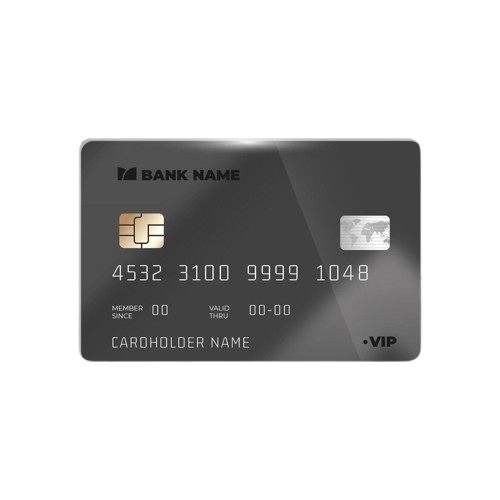 BANK NAME
4532 3100 9999 1048
MEMBER SINCE 00 VALID THRU 00-00
CARDHOLDER NAME
•VIP